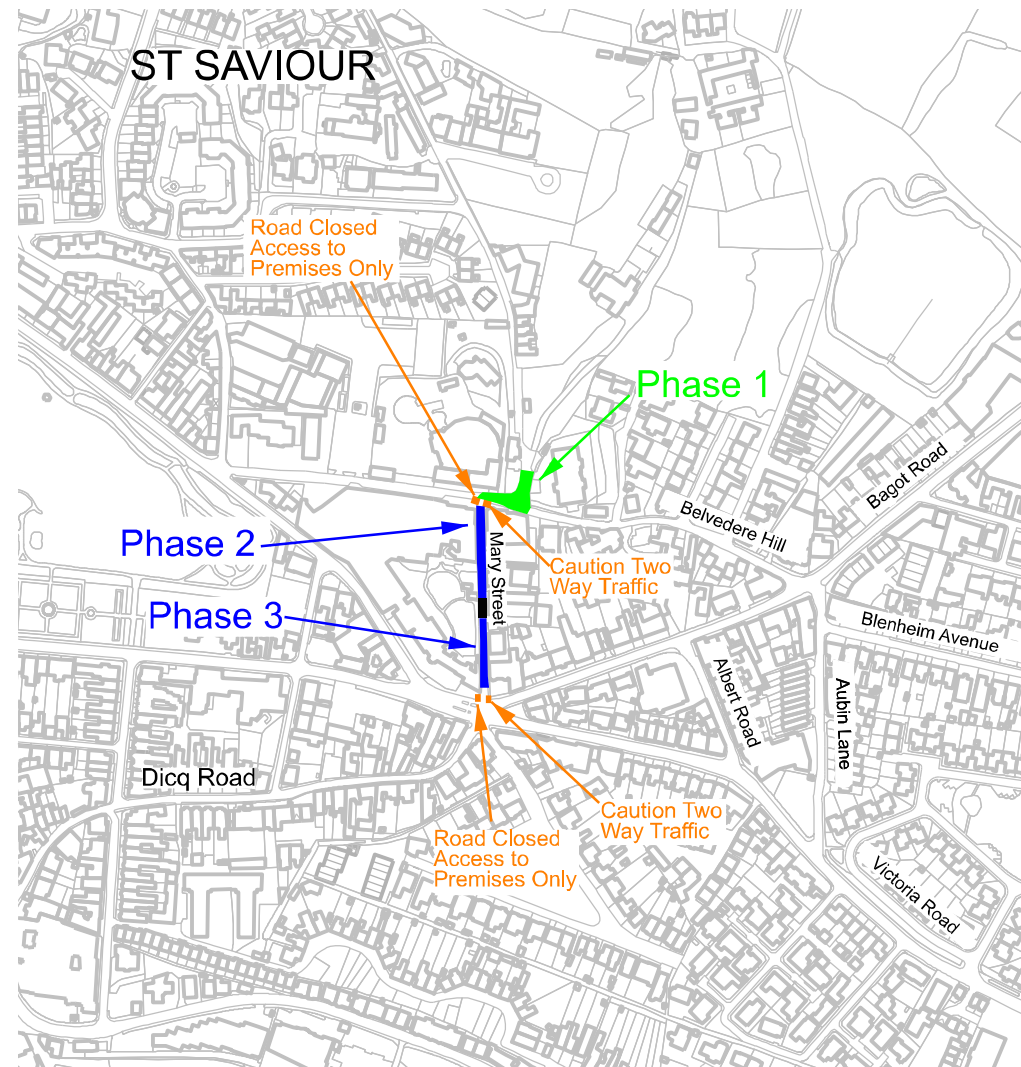 ST SAVIOUR
Road Closed
Access to
Premises Only
Phase 1
Bagot Road
Belvedere Hill
Phase 2
Mary Street
Caution Two
Way Traffic
Phase 3
Blenheim Avenue
Albert Road
Aubin Lane
Dicq Road
Caution Two
Way Traffic
Road Closed
Access to
Premises Only
Victoria Road